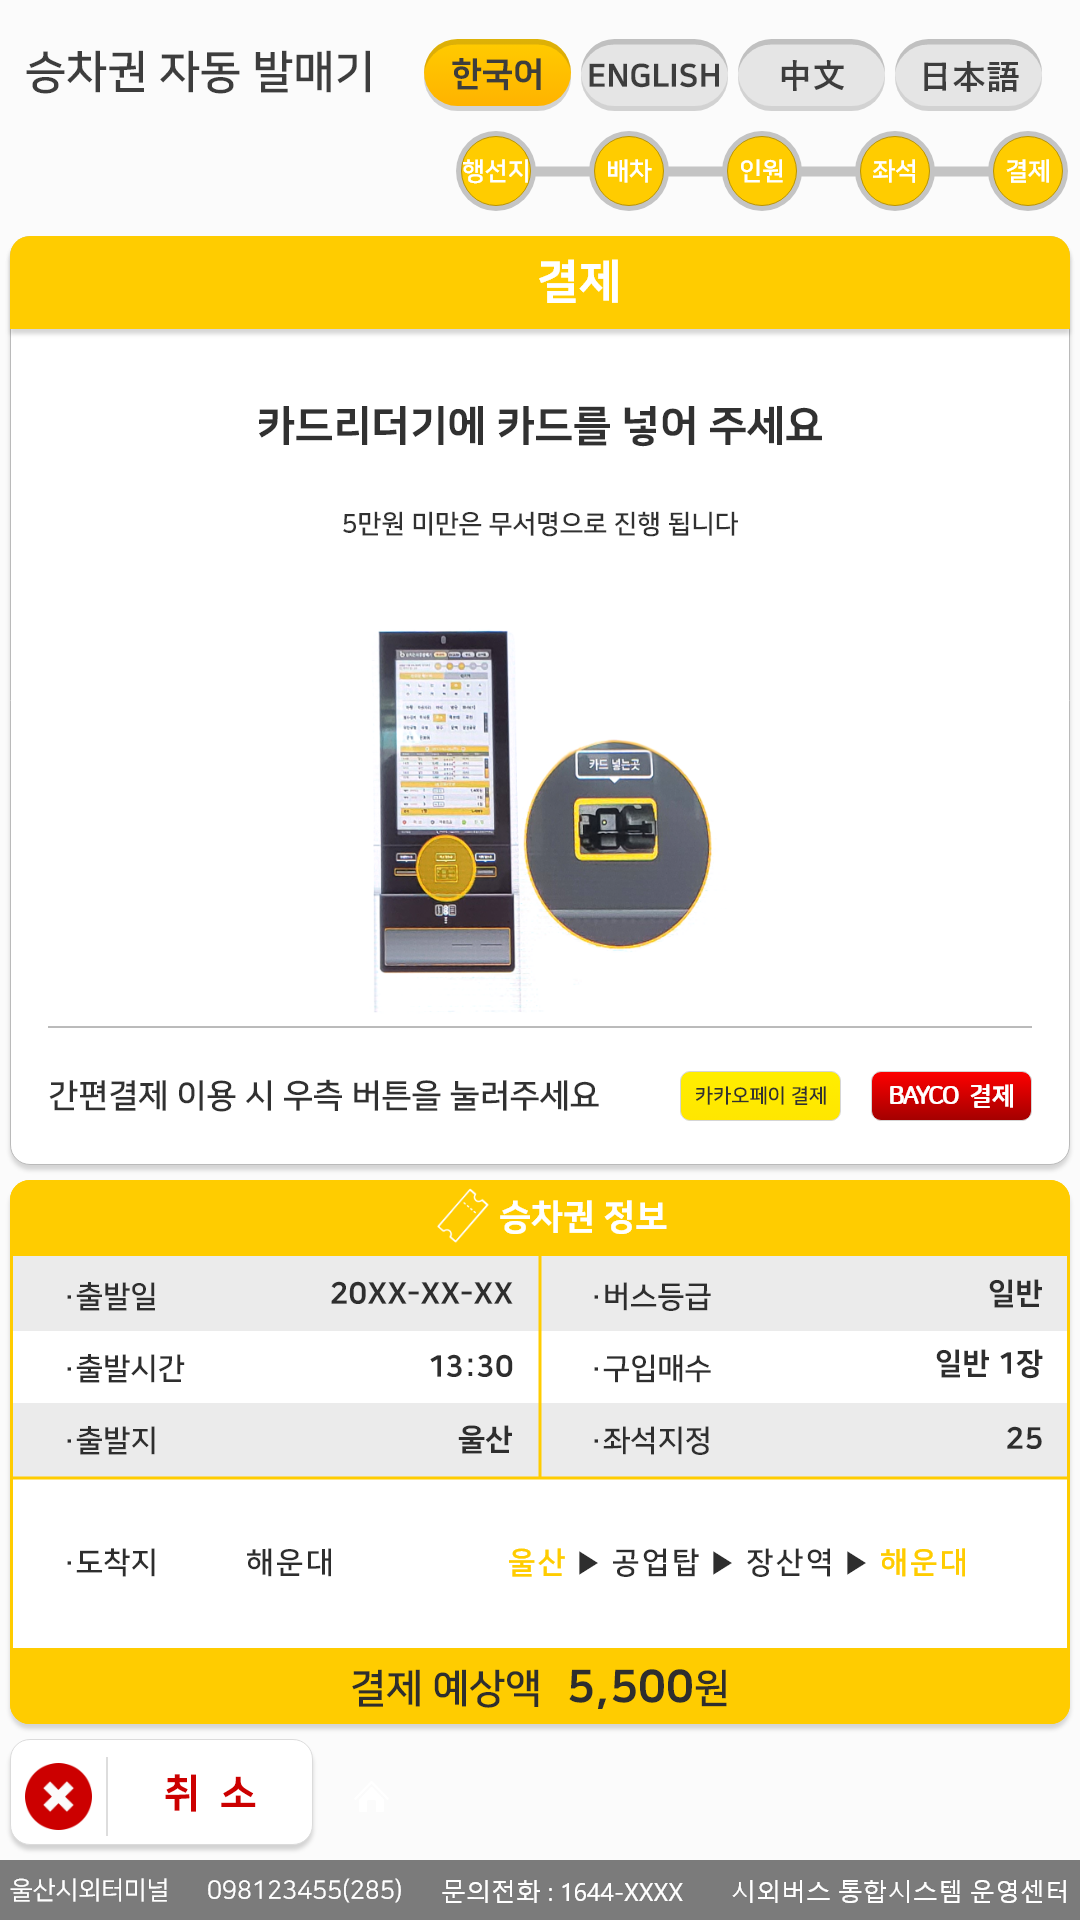 승차권 자동 발매기
한국어 ENGLISH 中文 日本語
행선지 배차 인원 좌석 결제
결제
카드리더기에 카드를 넣어 주세요
5만원 미만은 무서명으로 진행 됩니다
카드 넣는곳
간편결제 이용 시 우측 버튼을 눌러주세요 카카오페이 결제 BAYCO 결제
승차권 정보
·출발일 20XX-XX-XX ·버스등급 일반
·출발시간 13:30 ·구입매수 일반 1장
·출발지 울산 ·좌석지정 25
·도착지 해운대 울산 ▶ 공업탑 ▶ 장산역 ▶ 해운대
결제 예상액 5,500원
취 소
울산시외터미널 098123455(285) 문의전화 : 1644-XXXX 시외버스 통합시스템 운영센터